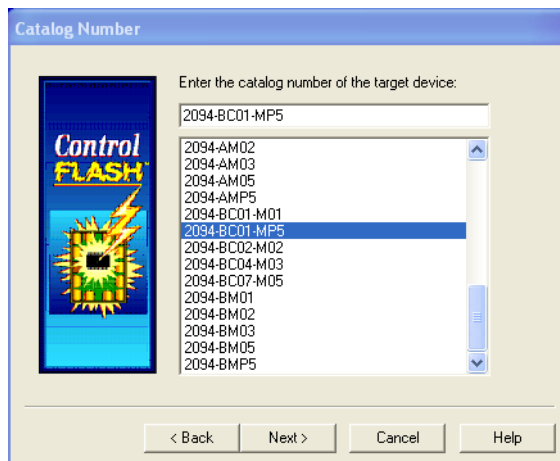 Catalog Number
Enter the catalog number of the target device:
2094-BC01-MP5
Control
FLASH
2094-AM02
2094-AM03
2094-AM05
2094-AMP5
2094-BC01-M01
2094-BC01-MP5
2094-BC02-M02
2094-BC04-M03
2094-BC07-M05
2094-BM01
2094-BM02
2094-BM03
2094-BM05
2094-BMP5
< Back
Next >
Cancel
Help